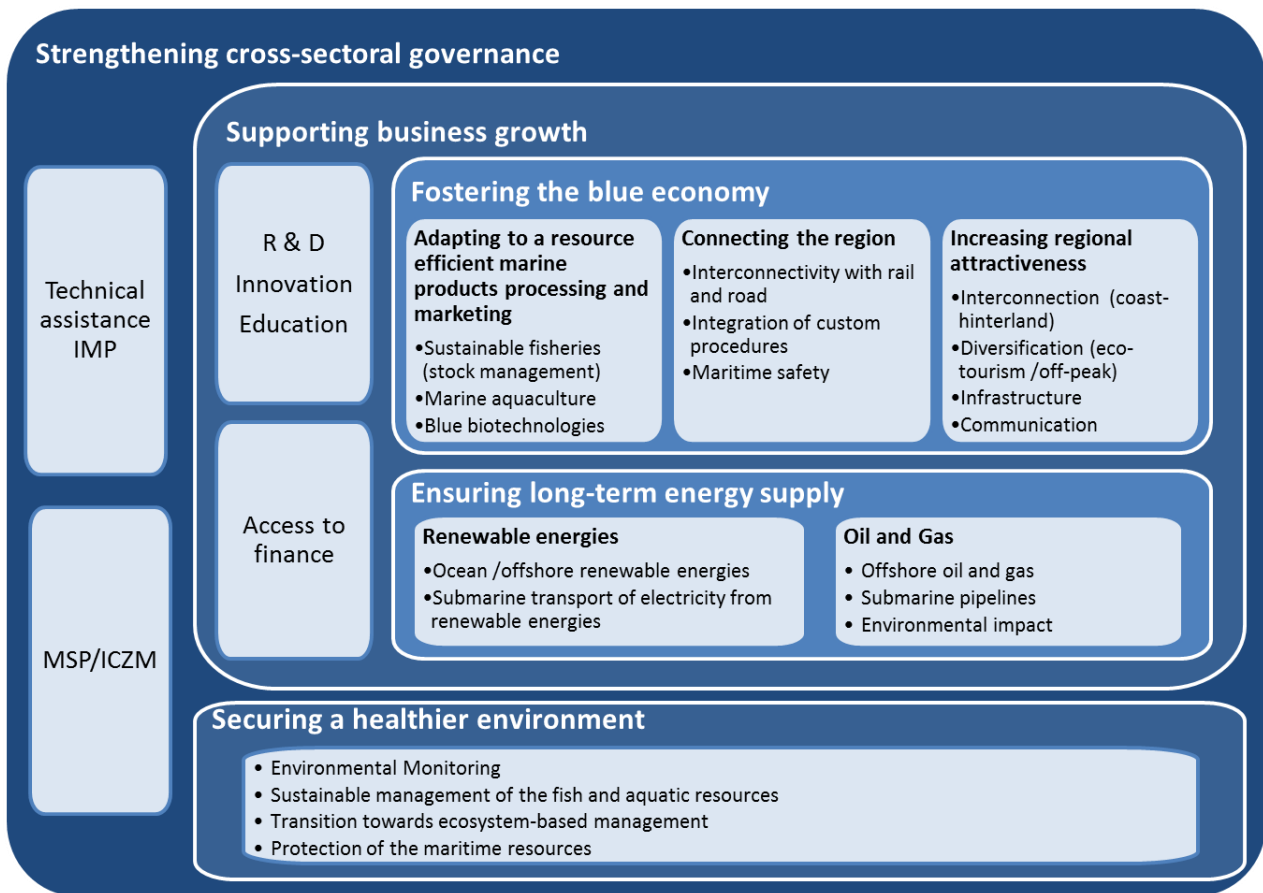 Strengthening cross-sectoral governance
Technical
assistance
IMP
MSP/ICZM
Supporting business growth
R & D
Innovation
Education
Access to
finance
Fostering the blue economy
Adapting to a resource
efficient marine
products processing and
marketing
•Sustainable fisheries
(stock management)
•Marine aquaculture
•Blue biotechnologies
Connecting the region
•Interconnectivity with rail
and road
•Integration of custom
procedures
•Maritime safety
Increasing regional
attractiveness
•Interconnection (coast-
hinterland)
•Diversification (eco-
tourism /off-peak)
•Infrastructure
•Communication
Ensuring long-term energy supply
Renewable energies
•Ocean /offshore renewable energies
•Submarine transport of electricity from
renewable energies
Oil and Gas
• Offshore oil and gas
• Submarine pipelines
• Environmental impact
Securing a healthier environment
• Environmental Monitoring
• Sustainable management of the fish and aquatic resources
• Transition towards ecosystem-based management
• Protection of the maritime resources